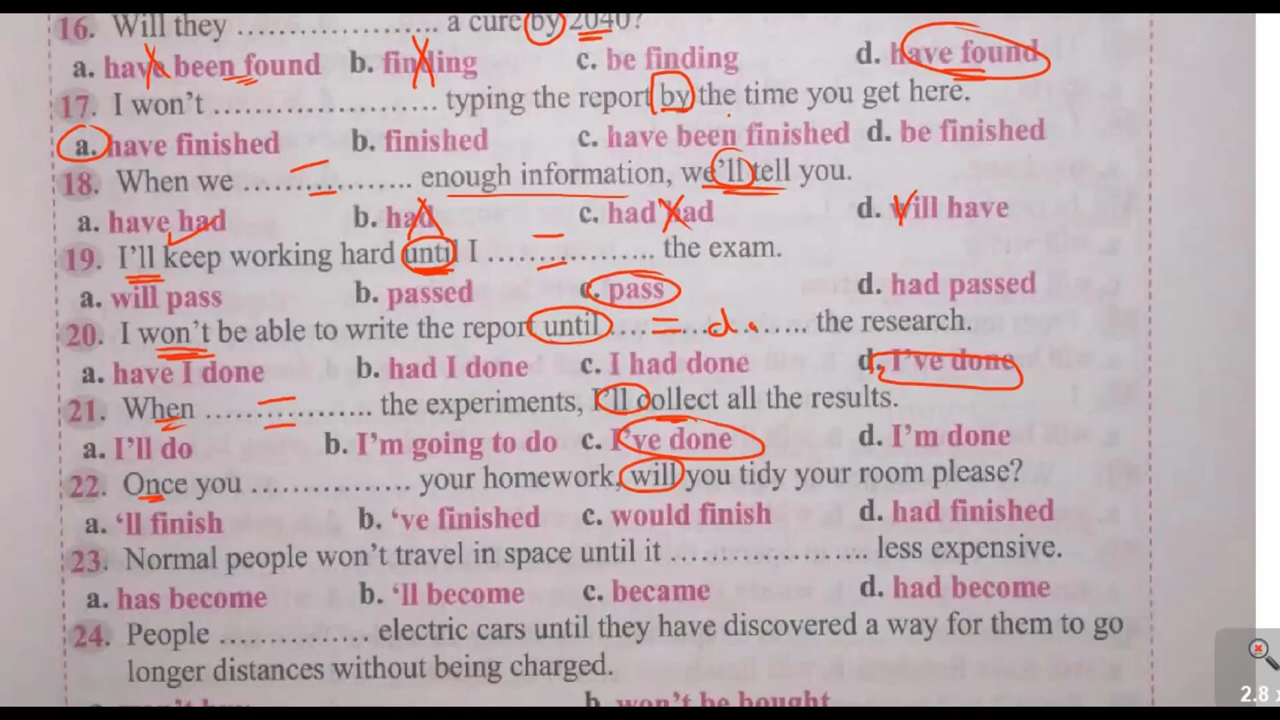 16. Will they ………………… a cure by 2040?
a. have been found b. finding c. be finding d. have found
17. I won't ………………… typing the report by the time you get here.
a. have finished b. finished c. have been finished d. be finished
18. When we ………………… enough information, we'll tell you.
a. have had b. had c. had had d. will have
19. I'll keep working hard until I ………………… the exam.
a. will pass b. passed c. pass d. had passed
20. I won't be able to write the report until ……… d. ……… the research.
a. have I done b. had I done c. I had done d. I've done
21. When ………………… the experiments, I'll collect all the results.
a. I'll do b. I'm going to do c. I've done d. I'm done
22. Once you ………………… your homework, will you tidy your room please?
a. 'll finish b. 've finished c. would finish d. had finished
23. Normal people won't travel in space until it ………………… less expensive.
a. has become b. 'll become c. became d. had become
24. People ……………… electric cars until they have discovered a way for them to go
longer distances without being charged.
b. won't be bought
2.8